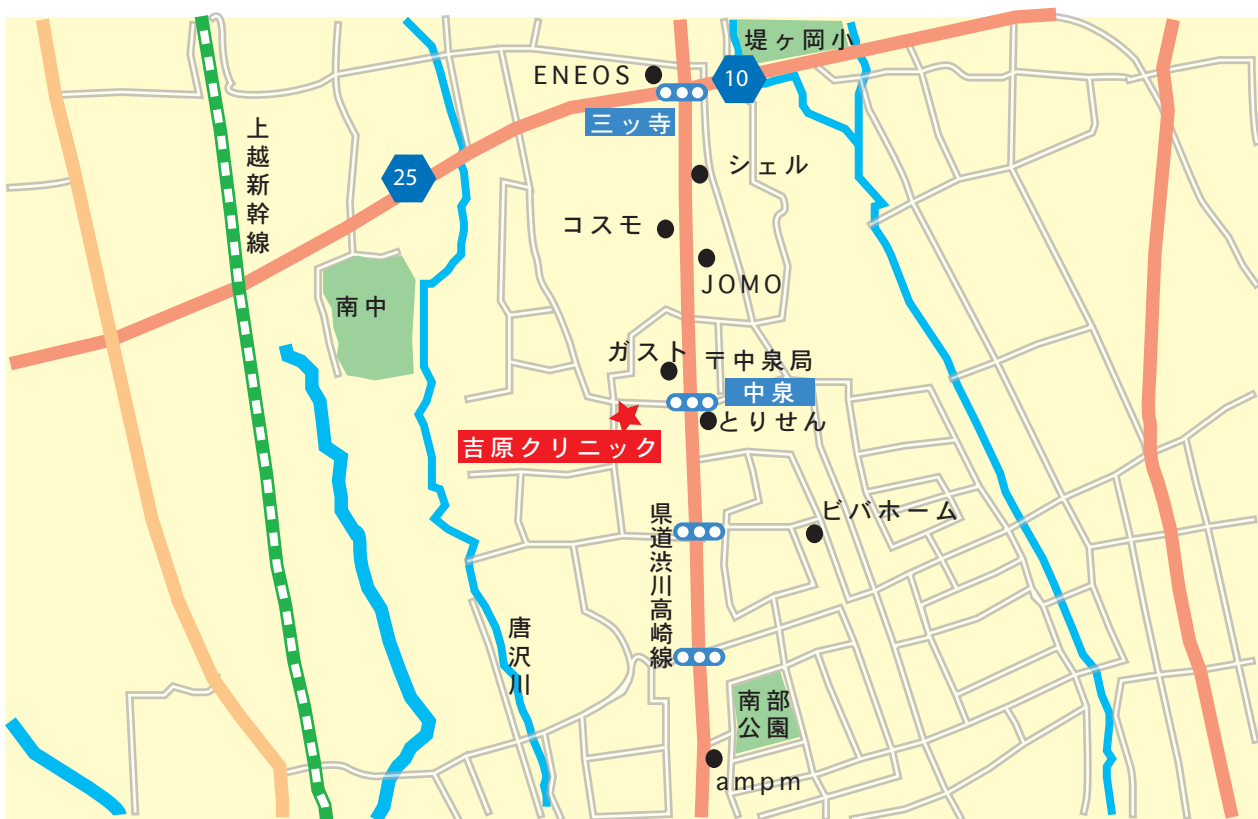 堤ヶ岡小
ENEOS
10
三ッ寺
上越新幹線
シェル
25
コスモ
JOMO
南中
ガスト
〒中泉局
中泉
とりせん
吉原クリニック
ビバホーム
県道渋川高崎線
唐沢川
南部
公園
ampm